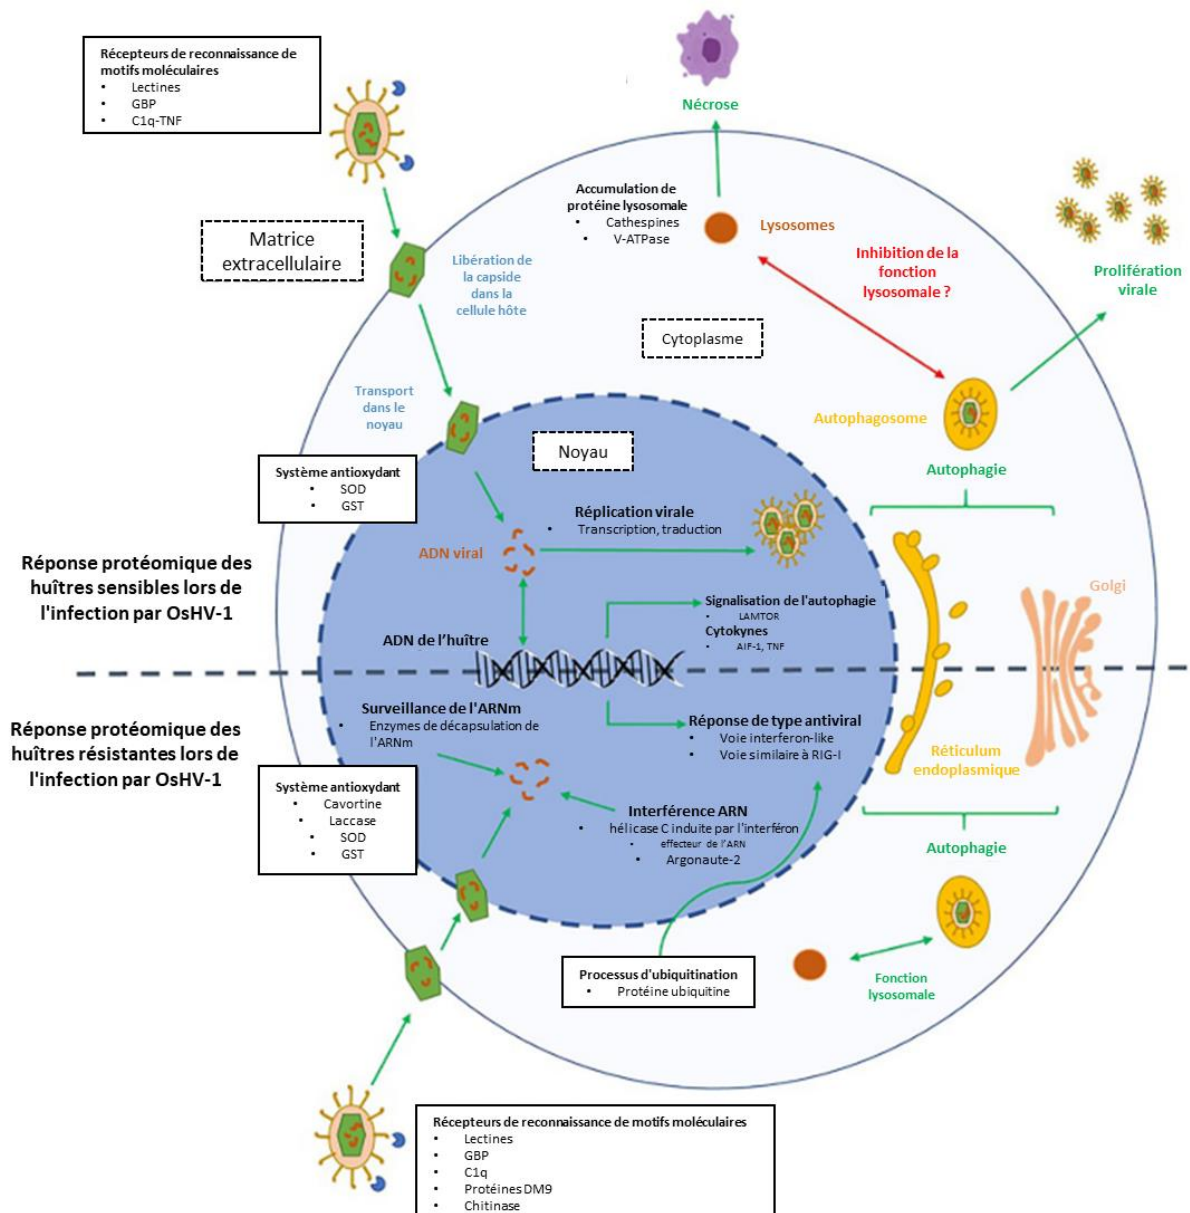 Récepteurs de reconnaissance de
motifs moléculaires
• Lectines
• GBP
• C1q-TNF
Nécrose
Accumulation de
protéine lysosomale
• Cathespines
• V-ATPase
Lysosomes
Matrice
extracellulaire
Libération de
la capside
dans la
cellule hôte
Inhibition de la
fonction
lysosomale ?
Prolifération
virale
Cytoplasme
Transport
dans le
noyau
Autophagosome
Noyau
Autophagie
Système antioxydant
• SOD
• GST
Réplication virale
• Transcription, traduction
ADN viral
Réponse protéomique des
huîtres sensibles lors de
l'infection par OsHV-1
Golgi
Signalisation de l'autophagie
• LAMTOR
Cytokynes
• AIF-1, TNF
ADN de l'huître
Réponse protéomique des
huîtres résistantes lors de
l'infection par OsHV-1
Surveillance de l'ARNm
• Enzymes de décapsulation de
l'ARNm
Réponse de type antiviral
• Voie interferon-like
• Voie similaire à RIG-I
Réticulum
endoplasmique
Système antioxydant
• Cavortine
• Laccase
• SOD
• GST
Interférence ARN
• hélicase C induite par l'interféron
• effecteur de l'ARN
• Argonaute-2
Autophagie
Processus d'ubiquitination
• Protéine ubiquitine
Fonction
lysosomale
Récepteurs de reconnaissance de motifs moléculaires
• Lectines
• GBP
• C1q
• Protéines DM9
• Chitinase